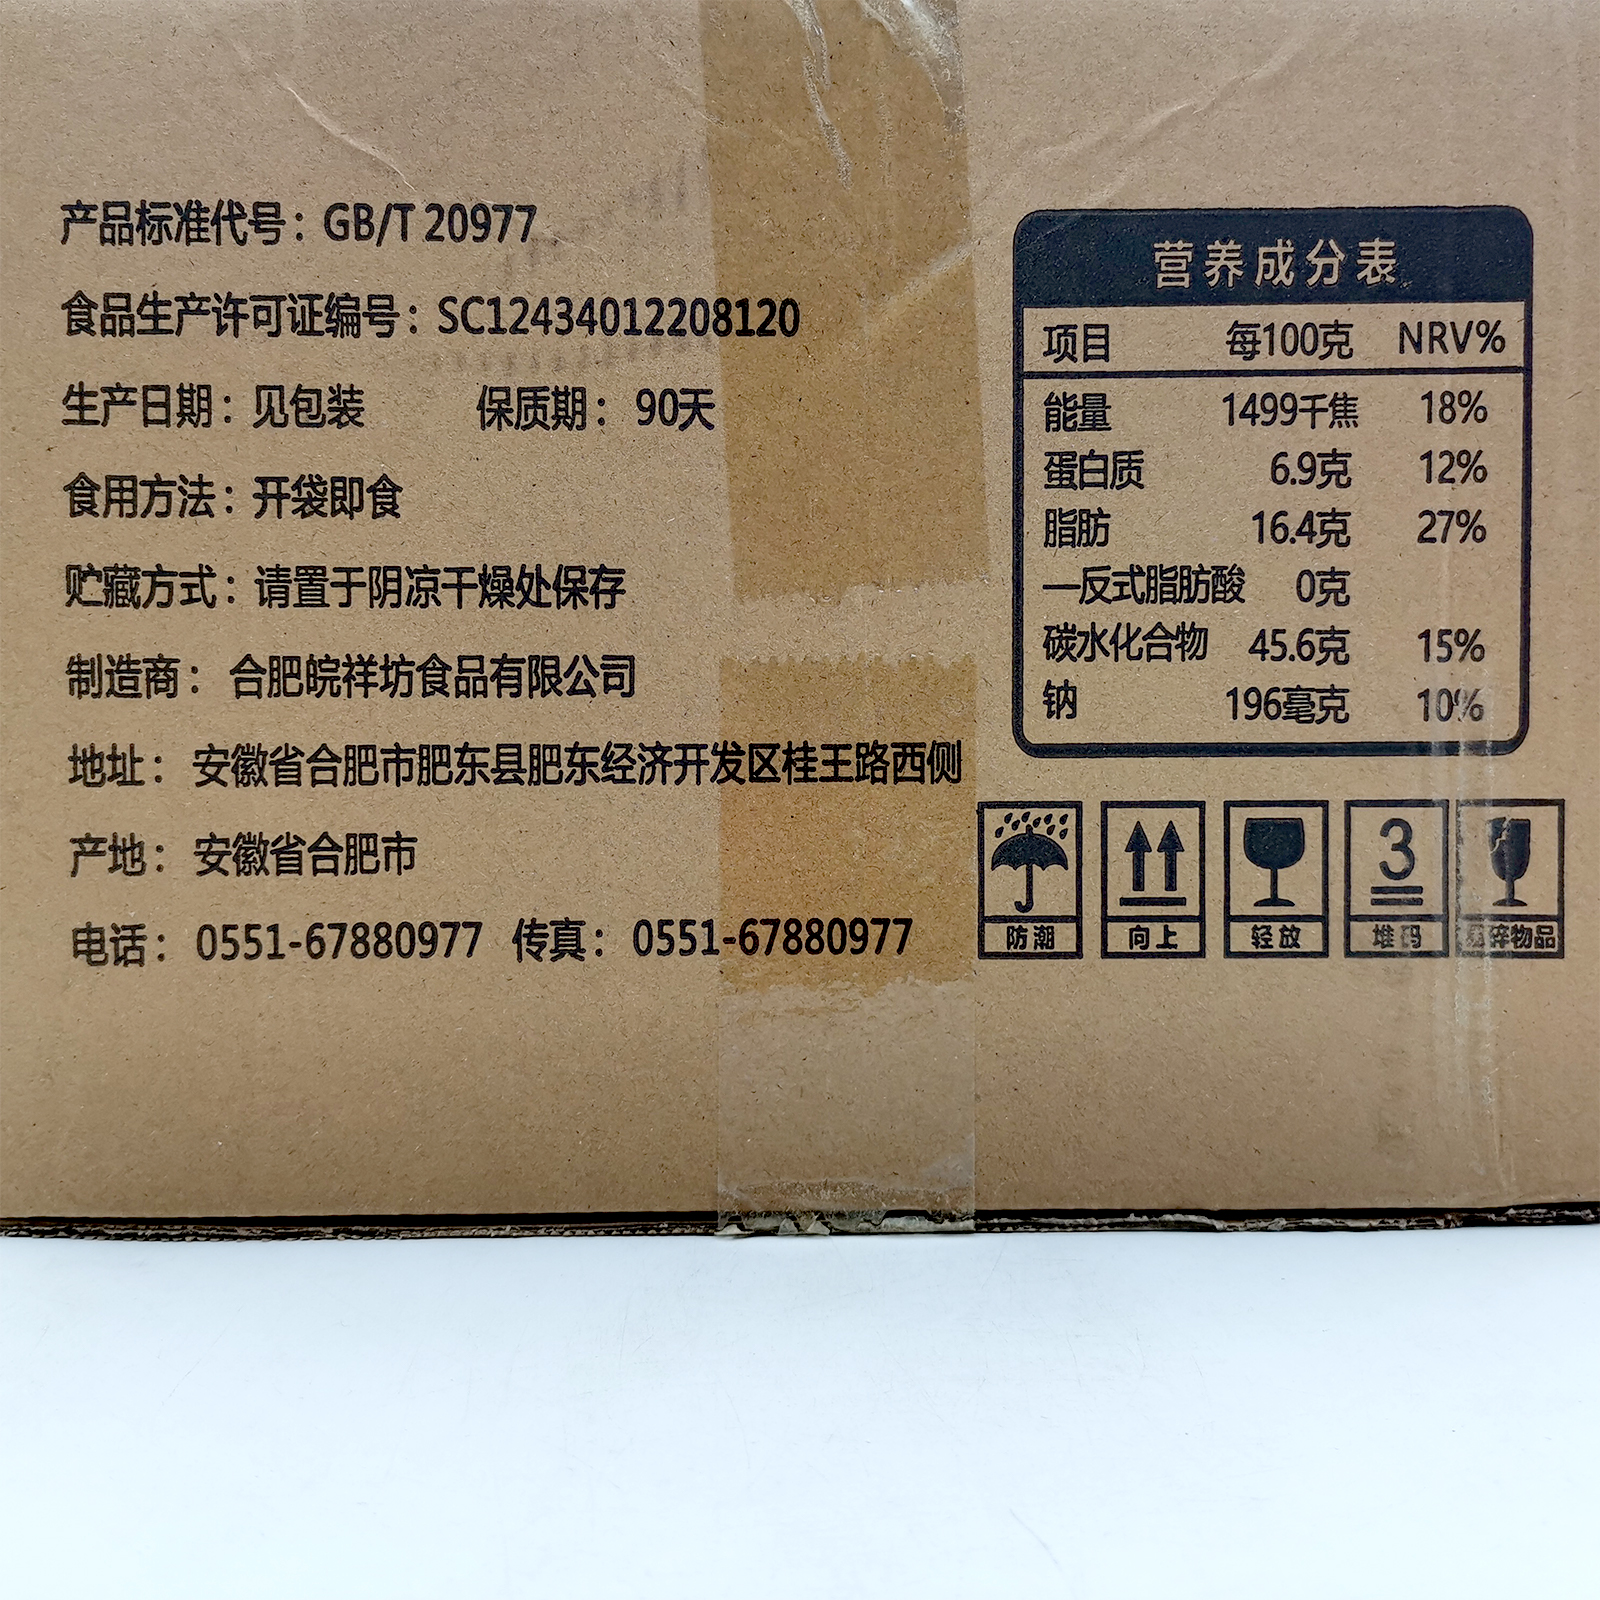 产品标准代号：GB/T 20977
食品生产许可证编号：SC12434012208120
生产日期：见包装 保质期：90天
食用方法：开袋即食
贮藏方式：请置于阴凉干燥处保存
制造商：合肥皖祥坊食品有限公司
地址：安徽省合肥市肥东县肥东经济开发区桂王路西侧
产地：安徽省合肥市
电话：0551-67880977 传真：0551-67880977
营养成分表
项目 每100克 NRV%
能量 1499千焦 18%
蛋白质 6.9克 12%
脂肪 16.4克 27%
—反式脂肪酸 0克
碳水化合物 45.6克 15%
钠 196毫克 10%
3
防潮 向上 轻放 堆码 易碎物品